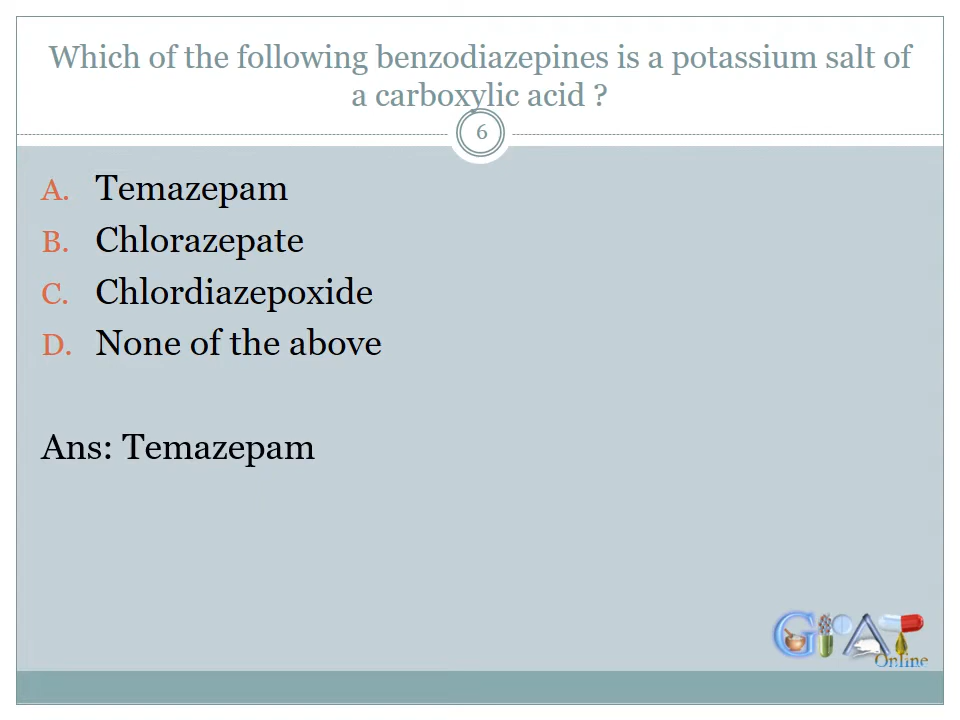 Which of the following benzodiazepines is a potassium salt of
a carboxylic acid ?
6
A. Temazepam
B. Chlorazepate
C. Chlordiazepoxide
D. None of the above
Ans: Temazepam
GPAT
Online